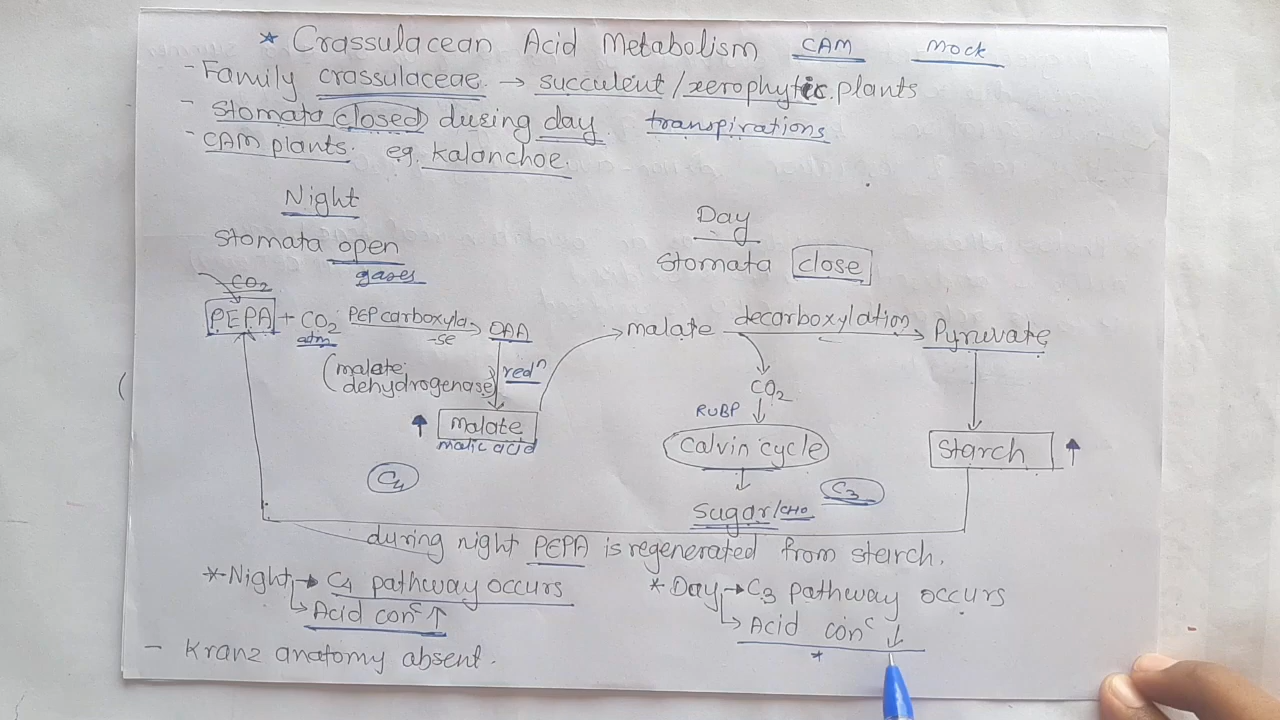 * Crassulacean Acid Metabolism CAM Mock
- Family crassulaceae → succulent/xerophytic plants
- Stomata closed during day transpirations
- CAM plants. eg. Kalanchoe.
Night
Stomata open
gases
CO2
PEPA + CO2 PEP carboxyla-se → OAA
atm
(malate dehydrogenase) redn
↑ Malate
malic acid
C4
Day
Stomata close
→ malate decarboxylation → Pyruvate
CO2
RUBP ↓
Calvin cycle
Starch ↑
C3
Sugar/CHO
during night PEPA is regenerated from starch.
* Night → C4 pathway occurs
→ Acid conc ↑
* Day → C3 pathway occurs
→ Acid conc ↓
*
- Kranz anatomy absent.